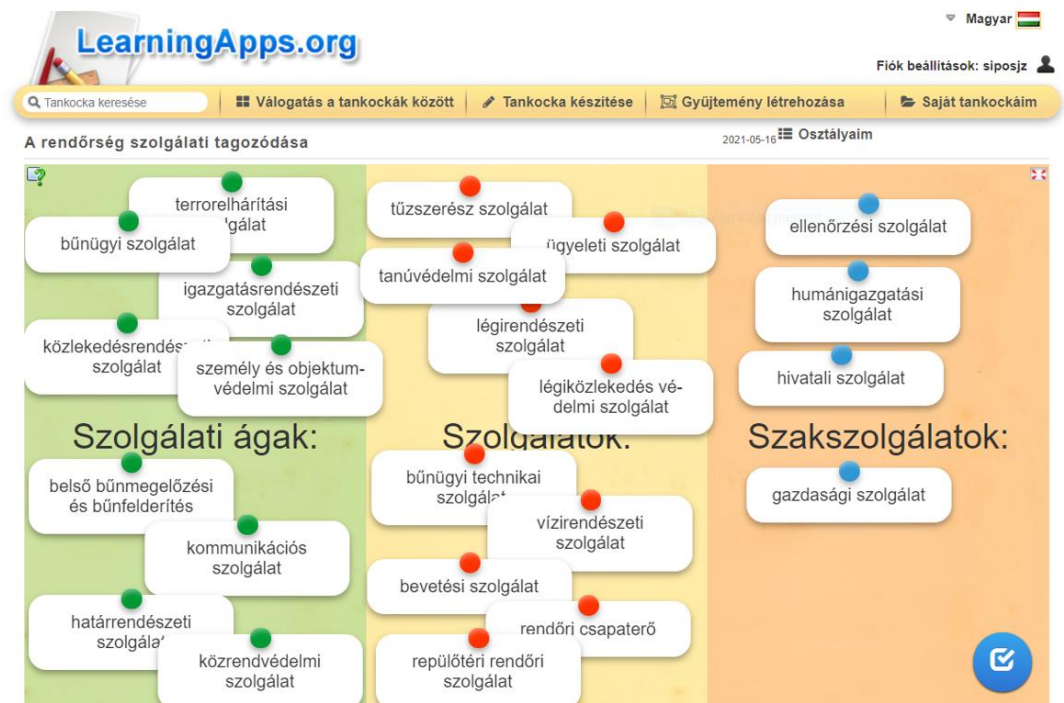 LearningApps.org
Magyar
Fiók beállítások: siposjz
Tankocka keresése
Válogatás a tankockák között
Tankocka készítése
Gyűjtemény létrehozása
Saját tankockáim
A rendőrség szolgálati tagozódása
2021-05-16
Osztályaim
terrorelhárítási
bűnügyi szolgálat
igazgatásrendészeti
szolgálat
szolgálat
személy és objektum-
védelmi szolgálat
Szolgálati ágak:
belső bűnmegelőzési
és bűnfelderítés
kommunikációs
szolgálat
határrendészeti
közrendvédelmi
szolgálat
tűzszerész szolgálat
ügyeleti szolgálat
tanúvédelmi szolgálat
légirendészeti
szolgálat
légiközlekedés vé-
delmi szolgálat
Szolgálatok:
bűnügyi technikai
vízirendészeti
szolgálat
bevetési szolgálat
rendőri csapaterő
repülőtéri rendőri
szolgálat
ellenőrzési szolgálat
humánigazgatási
szolgálat
hivatali szolgálat
Szakszolgálatok:
gazdasági szolgálat